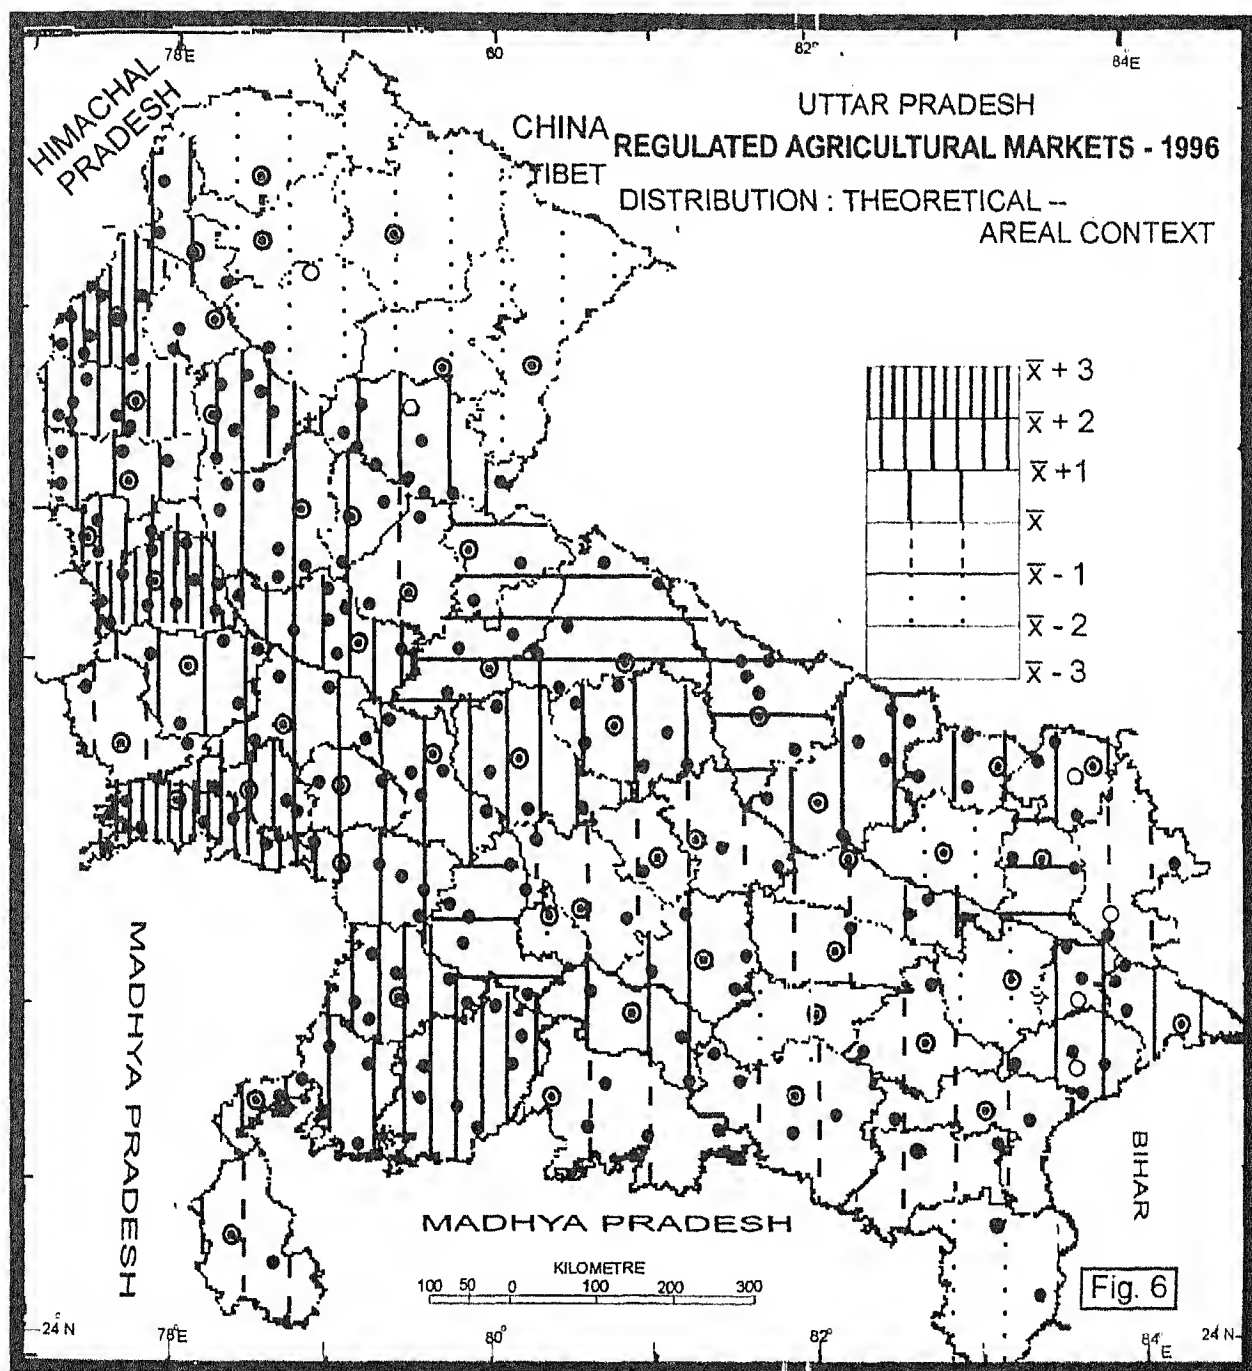 78°E
80
82°
84E
HIMACHAL
PRADESH
CHINA
TIBET
UTTAR PRADESH
REGULATED AGRICULTURAL MARKETS - 1996
DISTRIBUTION : THEORETICAL –
AREAL CONTEXT
x̄ + 3
x̄ + 2
x̄ +1
x̄
x̄ - 1
x̄ - 2
x̄ - 3
MADHYA PRADESH
MADHYA PRADESH
BIHAR
KILOMETRE
100 50 0 100 200 300
Fig. 6
24° N
78°E
80°
82°
84°E
24° N